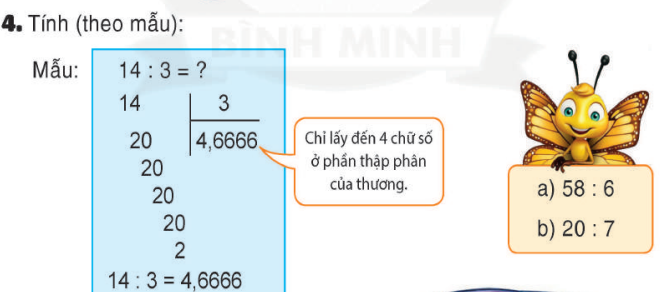 BÌNH MINH
4. Tính (theo mẫu):
Mẫu:
14 : 3 = ?
14 3
20 4,6666
20
20
20
2
14 : 3 = 4,6666
Chỉ lấy đến 4 chữ số
ở phần thập phân
của thương.
a) 58 : 6
b) 20 : 7